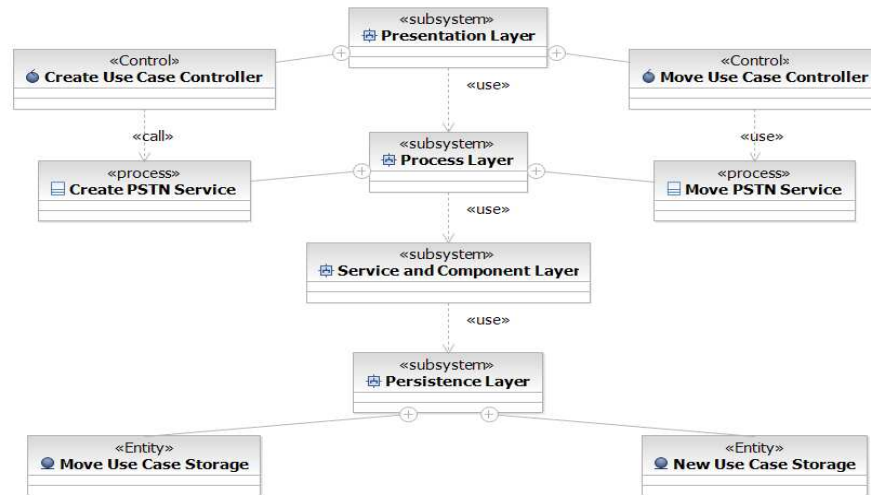 «subsystem»
Presentation Layer
«Control»
Create Use Case Controller
«Control»
Move Use Case Controller
«use»
«call»
«use»
«subsystem»
Process Layer
«process»
Create PSTN Service
«process»
Move PSTN Service
«use»
«subsystem»
Service and Component Layer
«use»
«subsystem»
Persistence Layer
«Entity»
Move Use Case Storage
«Entity»
New Use Case Storage